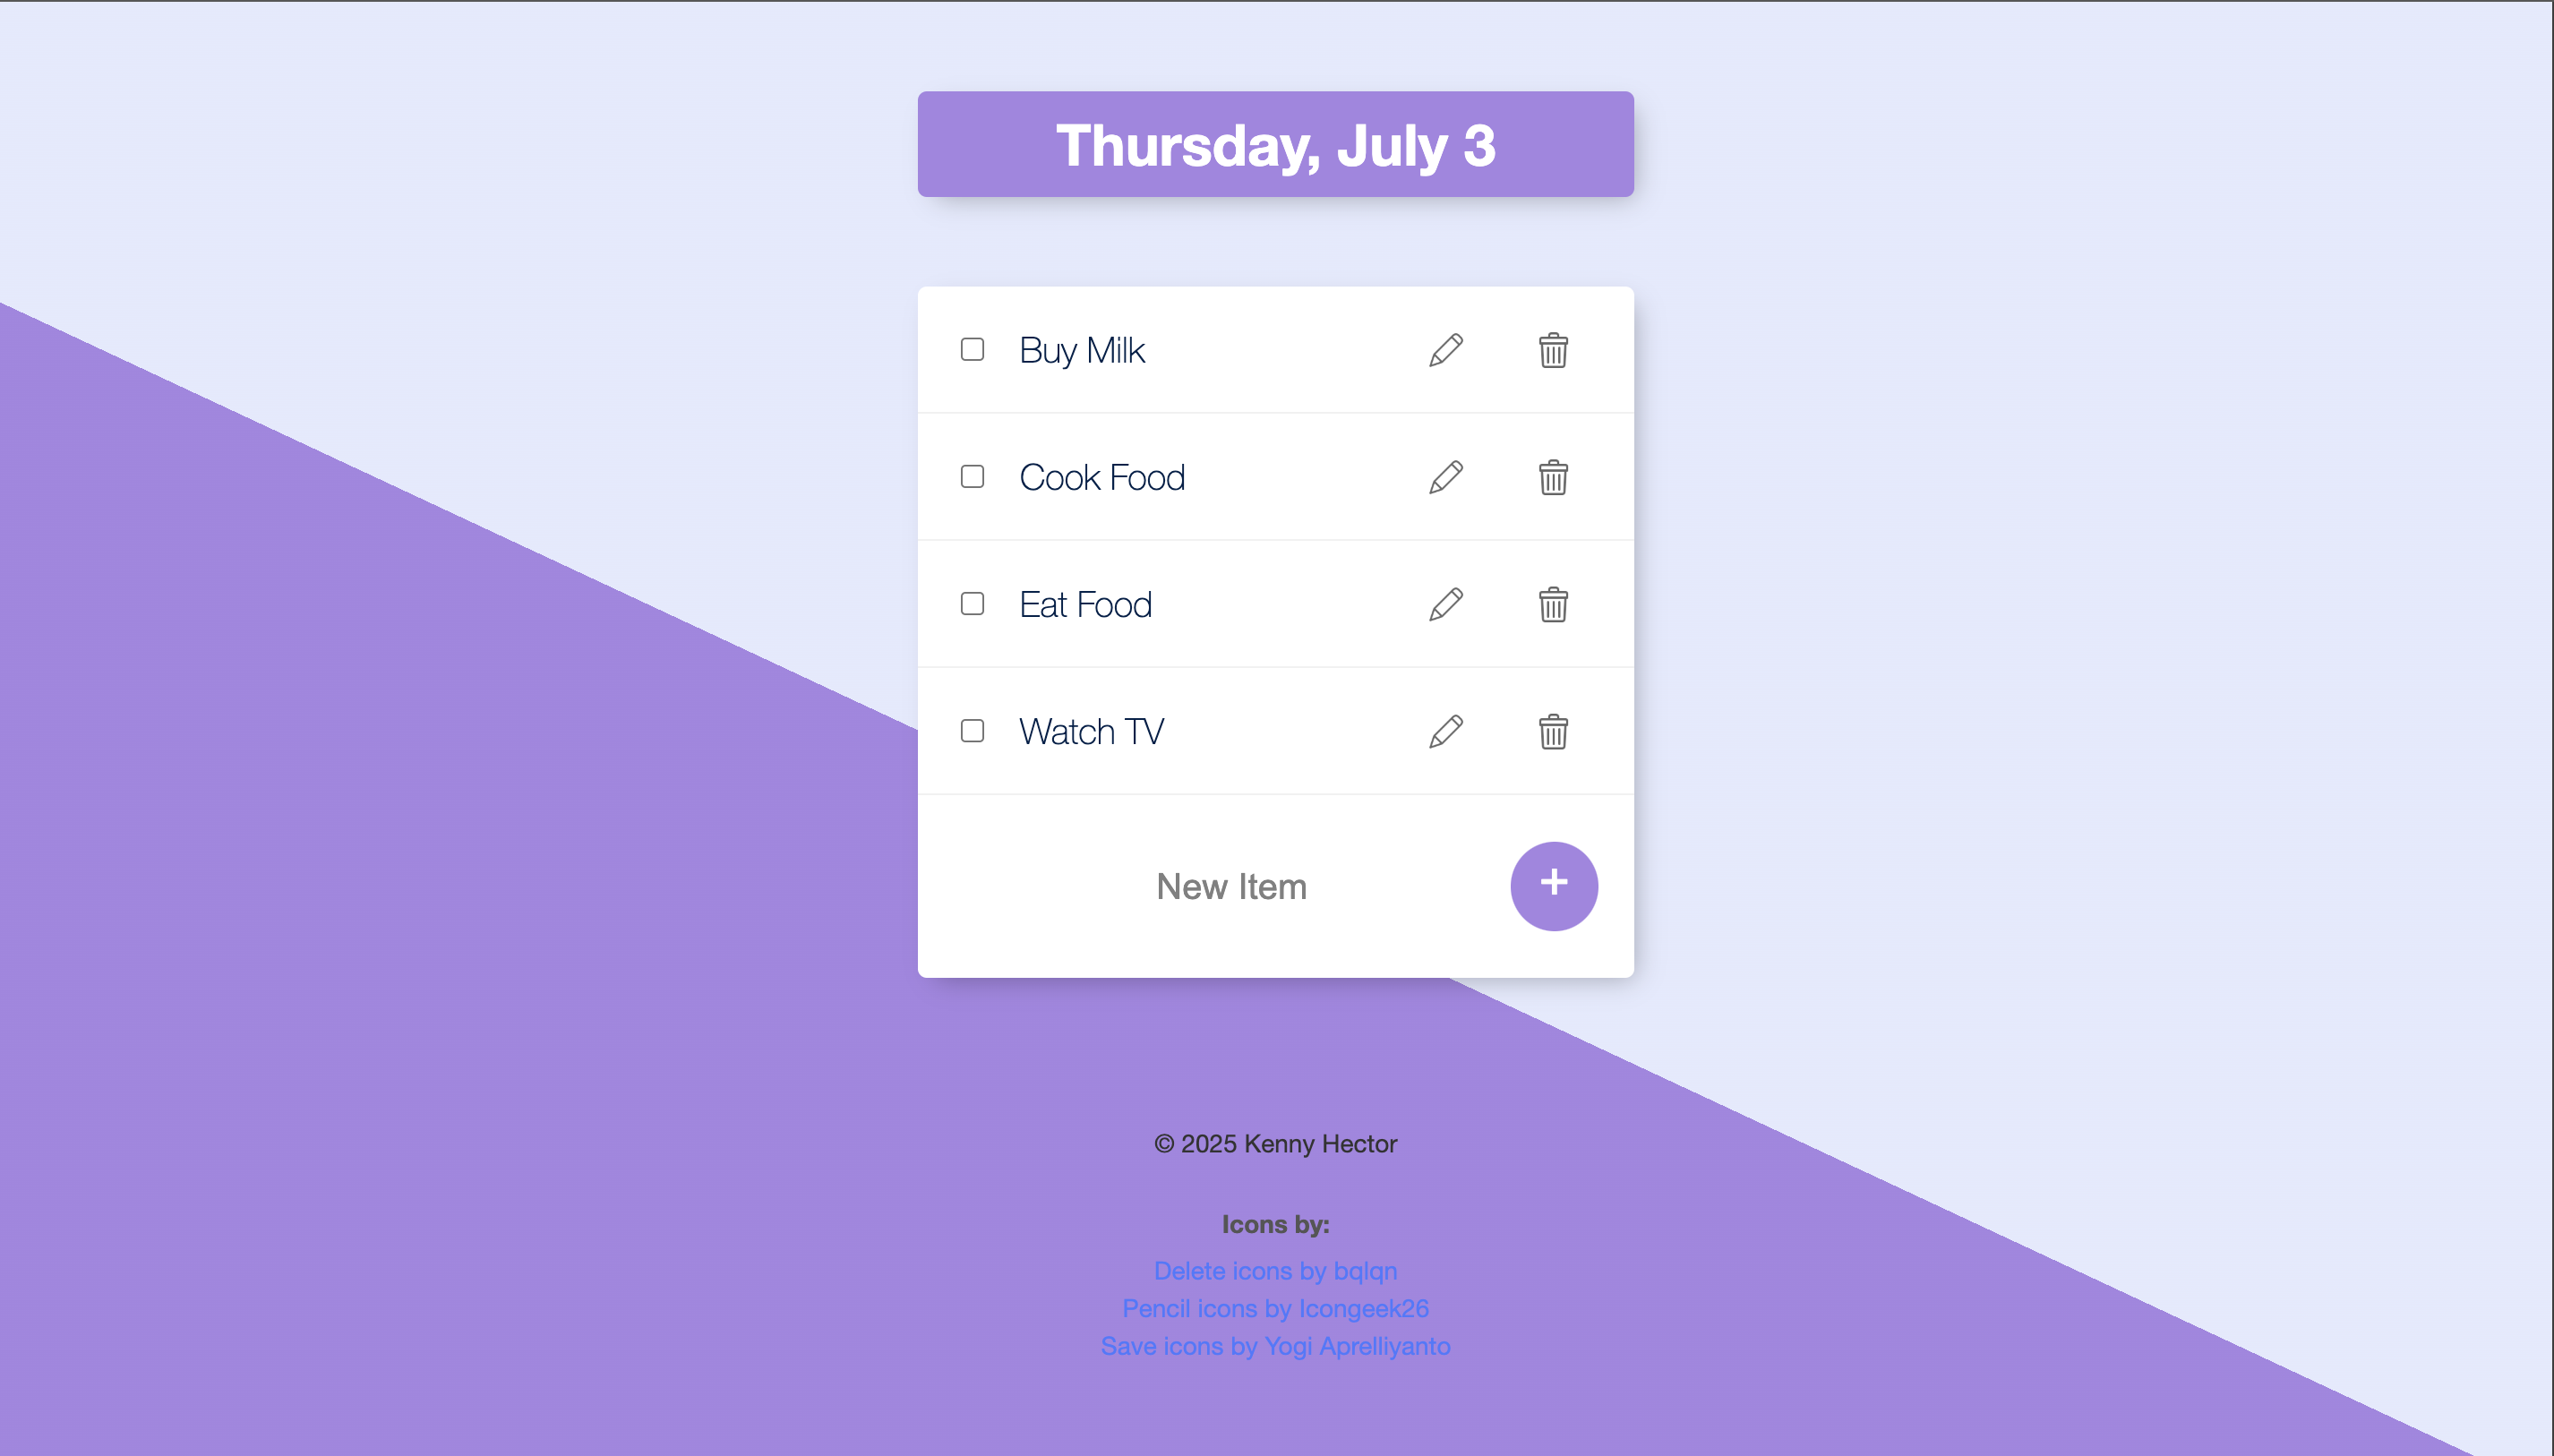 Thursday, July 3
Buy Milk
Cook Food
Eat Food
Watch TV
New Item
+
© 2025 Kenny Hector
Icons by:
Delete icons by bqlqn
Pencil icons by Icongeek26
Save icons by Yogi Aprelliyanto